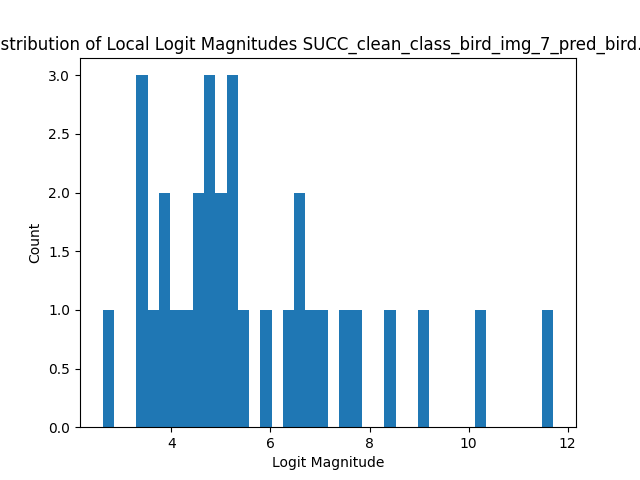 stribution of Local Logit Magnitudes SUCC_clean_class_bird_img_7_pred_bird.
3.0
2.5
2.0
1.5
1.0
0.5
0.0
Count
4 6 8 10 12
Logit Magnitude